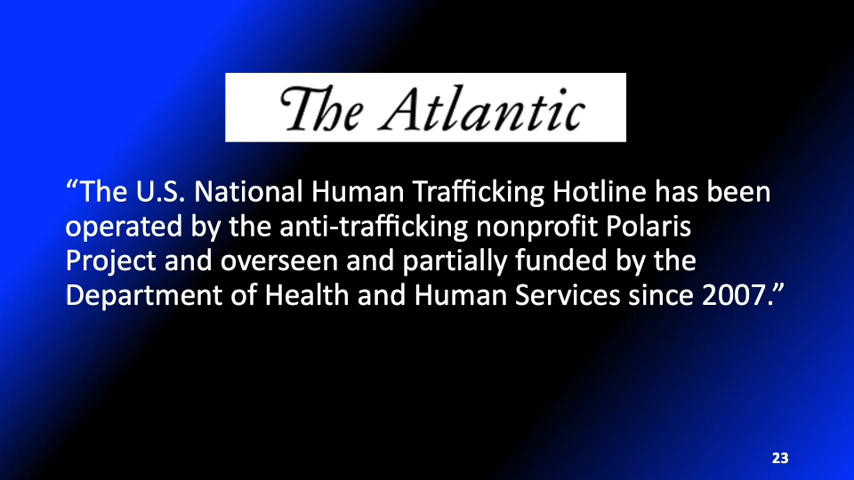 The Atlantic
“The U.S. National Human Trafficking Hotline has been
operated by the anti-trafficking nonprofit Polaris
Project and overseen and partially funded by the
Department of Health and Human Services since 2007.”
23